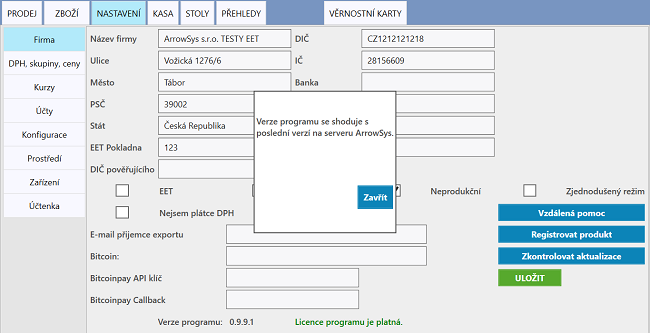 PRODEJ ZBOŽÍ NASTAVENÍ KASA STOLY PŘEHLEDY VĚRNOSTNÍ KARTY
Firma
DPH, skupiny, ceny
Kurzy
Účty
Konfigurace
Prostředí
Zařízení
Účtenka
Název firmy ArrowSys s.r.o. TESTY EET DIČ CZ1212121218
Ulice Vožická 1276/6 IČ 28156609
Město Tábor Banka
PSČ 39002
Stát Česká Republika
EET Pokladna 123
DIČ pověřujícího
Verze programu se shoduje s
poslední verzí na serveru ArrowSys.
Zavřít
EET Neprodukční Zjednodušený režim
Nejsem plátce DPH
Vzdálená pomoc
E-mail příjemce exportu
Registrovat produkt
Bitcoin:
Zkontrolovat aktualizace
Bitcoinpay API klíč
ULOŽIT
Bitcoinpay Callback
Verze programu: 0.9.9.1 Licence programu je platná.